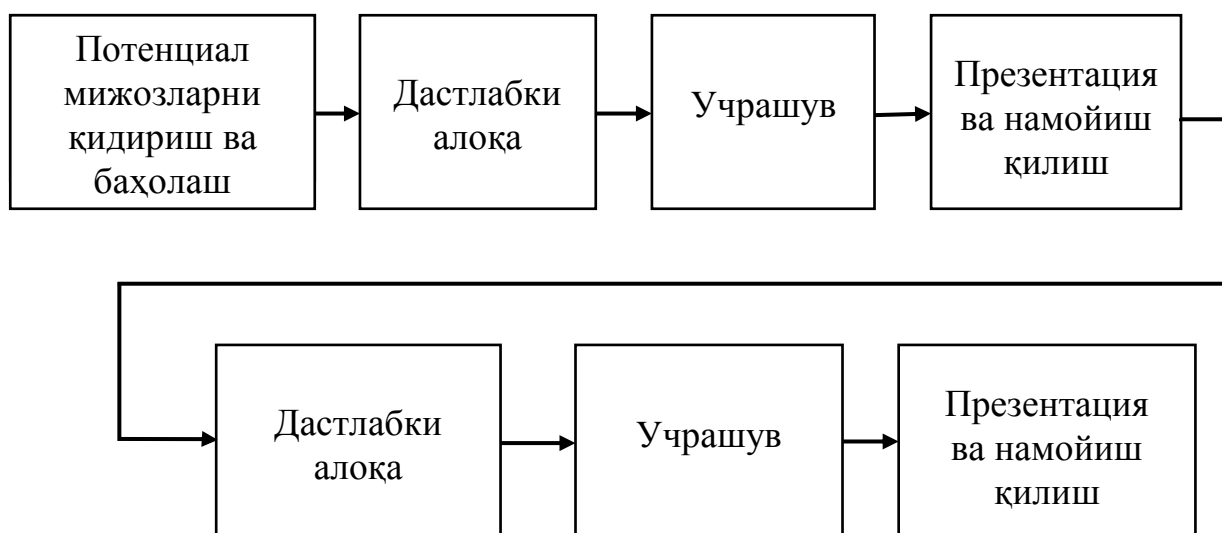 Потенциал
мижозларни
қидириш ва
баҳолаш
Дастлабки
алоқа
Учрашув
Презентация
ва намойиш
қилиш
Дастлабки
алоқа
Учрашув
Презентация
ва намойиш
қилиш